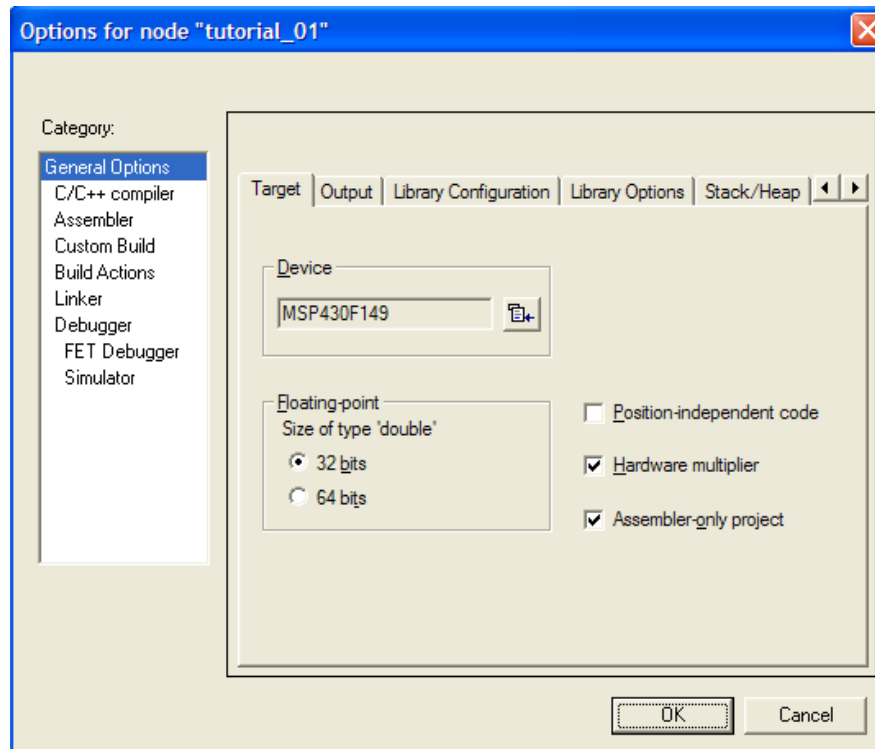 Options for node "tutorial_01"
Category:
General Options
C/C++ compiler
Assembler
Custom Build
Build Actions
Linker
Debugger
FET Debugger
Simulator
Target Output Library Configuration Library Options Stack/Heap
Device
MSP430F149
Floating-point
Size of type 'double'
32 bits
64 bits
Position-independent code
Hardware multiplier
Assembler-only project
OK Cancel